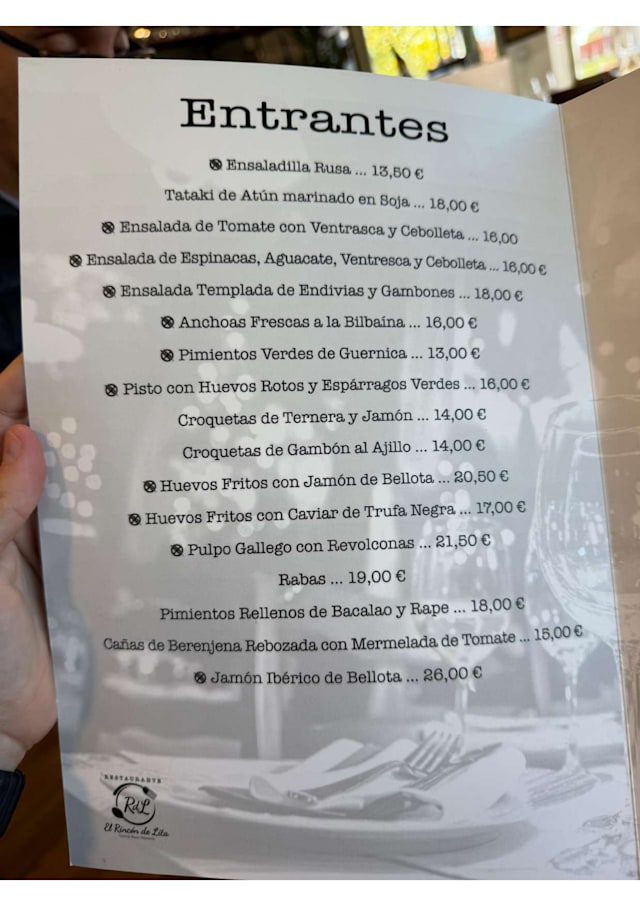 Entrantes
Ensaladilla Rusa ... 13,50 €
Tataki de Atún marinado en Soja ... 18,00 €
Ensalada de Tomate con Ventrasca y Cebolleta ... 16,00
Ensalada de Espinacas, Aguacate, Ventresca y Cebolleta ... 16,00 €
Ensalada Templada de Endivias y Gambones ... 18,00 €
Anchoas Frescas a la Bilbaína ... 16,00 €
Pimientos Verdes de Guernica ... 13,00 €
Pisto con Huevos Rotos y Espárragos Verdes ... 16,00 €
Croquetas de Ternera y Jamón ... 14,00 €
Croquetas de Gambón al Ajillo ... 14,00 €
Huevos Fritos con Jamón de Bellota ... 20,50 €
Huevos Fritos con Caviar de Trufa Negra ... 17,00 €
Pulpo Gallego con Revolconas ... 21,50 €
Rabas ... 19,00 €
Pimientos Rellenos de Bacalao y Rape ... 18,00 €
Cañas de Berenjena Rebozada con Mermelada de Tomate ... 15,00 €
Jamón Ibérico de Bellota ... 26,00 €
RESTAURANTE
RdL
El Rincón de Lita